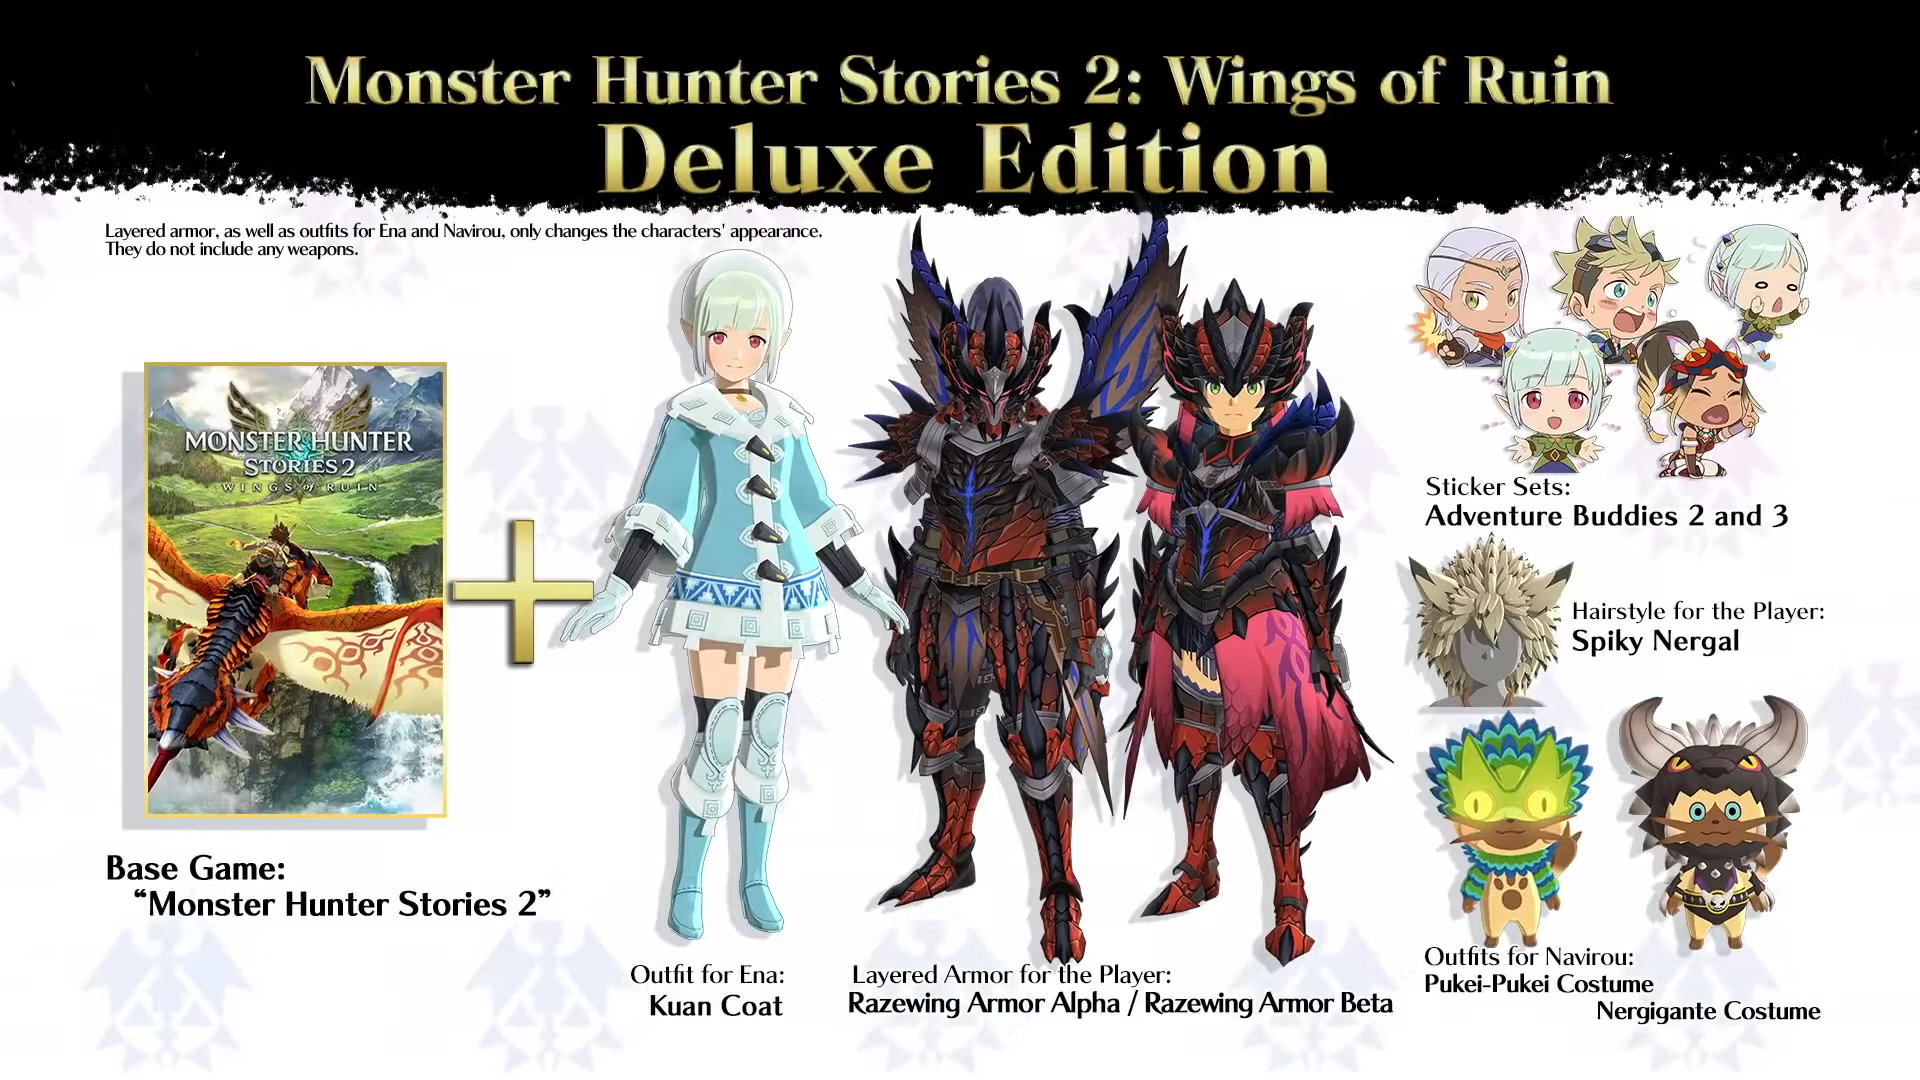 Monster Hunter Stories 2: Wings of Ruin
Deluxe Edition
Layered armor, as well as outfits for Ena and Navirou, only changes the characters' appearance.
They do not include any weapons.
MONSTER HUNTER
STORIES 2
WINGS of RUIN
Base Game:
“Monster Hunter Stories 2”
Outfit for Ena:
Kuan Coat
Layered Armor for the Player:
Razewing Armor Alpha / Razewing Armor Beta
Sticker Sets:
Adventure Buddies 2 and 3
Hairstyle for the Player:
Spiky Nergal
Outfits for Navirou:
Pukei-Pukei Costume
Nergigante Costume